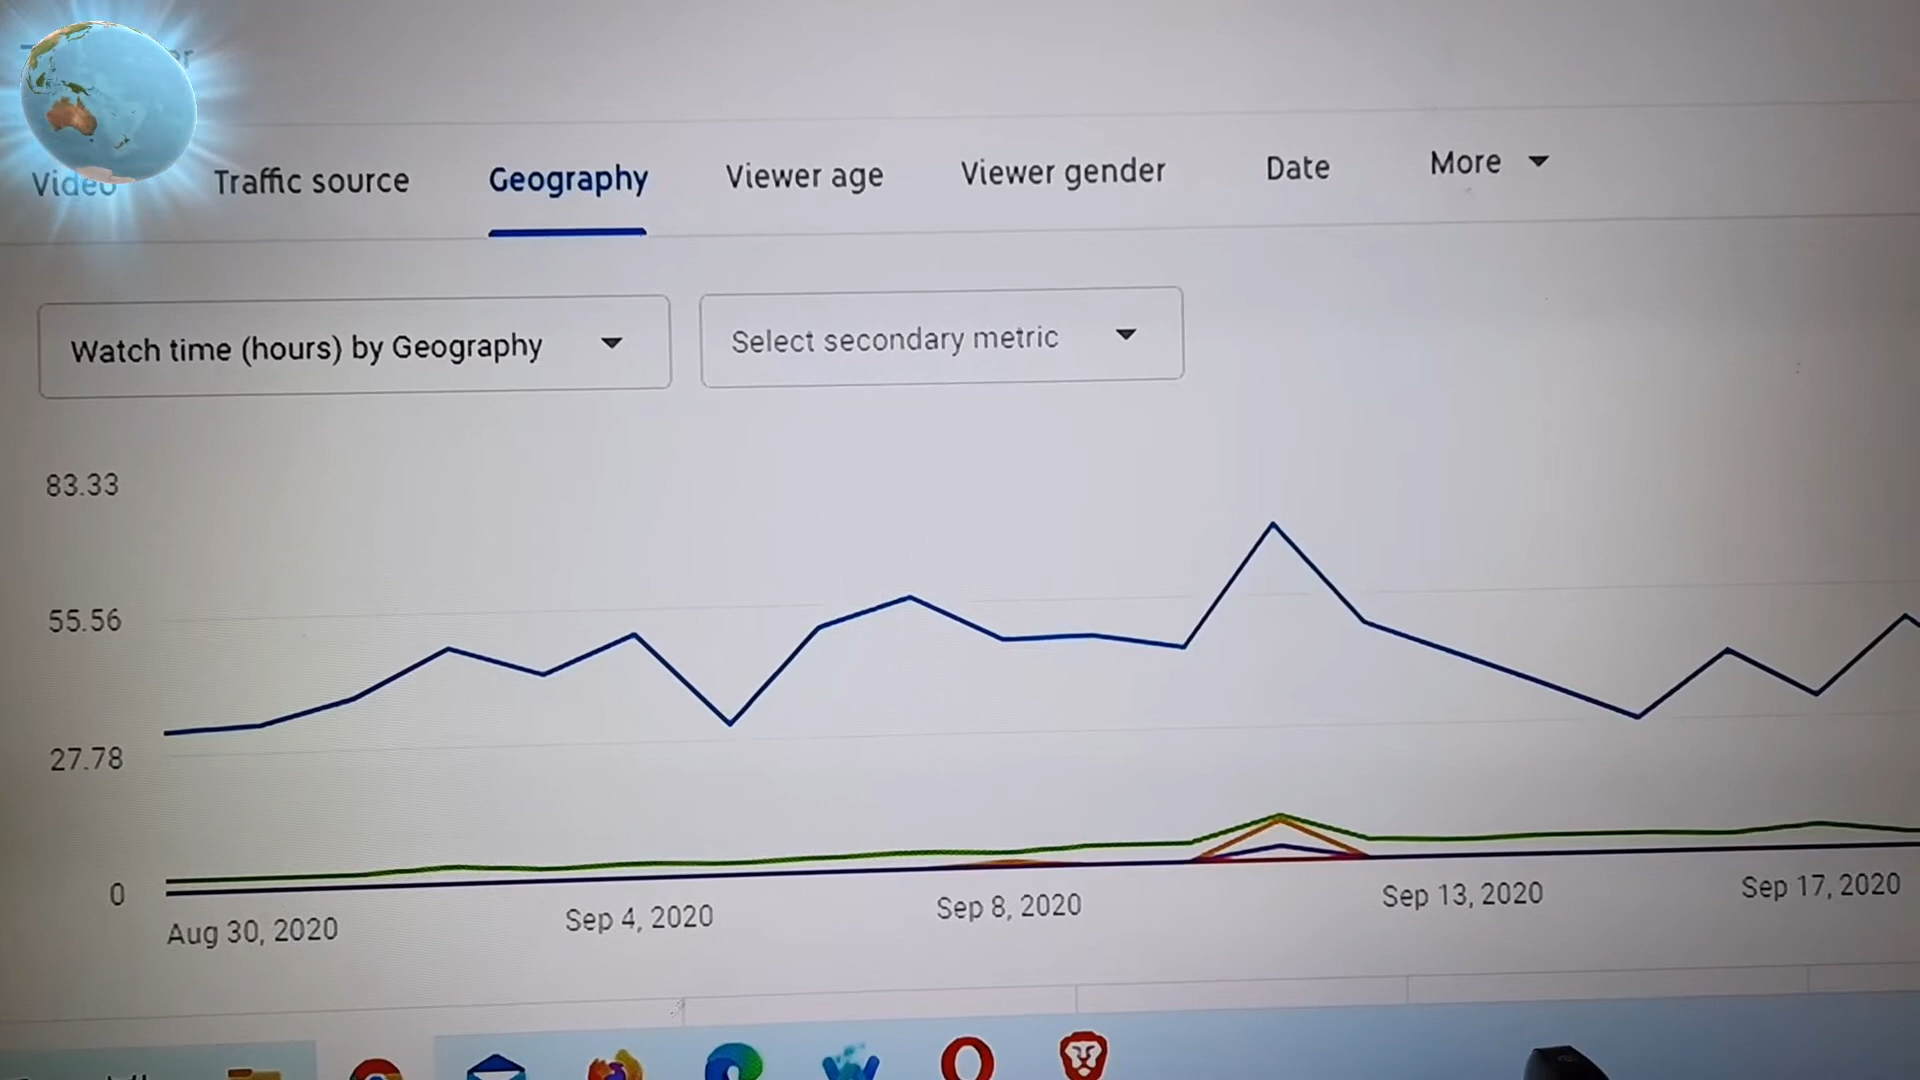 Video
Traffic source
Geography
Viewer age
Viewer gender
Date
More
Watch time (hours) by Geography
Select secondary metric
83.33
55.56
27.78
0
Aug 30, 2020
Sep 4, 2020
Sep 8, 2020
Sep 13, 2020
Sep 17, 2020